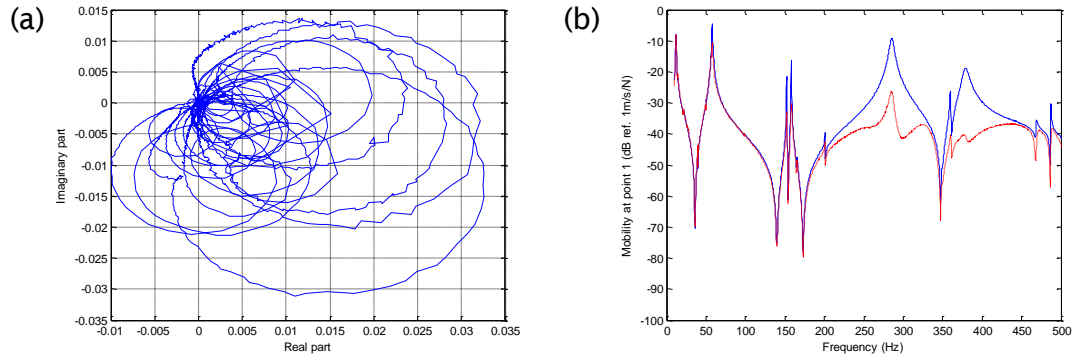 (a)
Imaginary part
0.015
0.01
0.005
0
-0.005
-0.01
-0.015
-0.02
-0.025
-0.03
-0.035
-0.01 -0.005 0 0.005 0.01 0.015 0.02 0.025 0.03 0.035
Real part
(b)
Mobility at point 1 (dB ref. 1m/s/N)
0
-10
-20
-30
-40
-50
-60
-70
-80
-90
-100
0 50 100 150 200 250 300 350 400 450 500
Frequency (Hz)